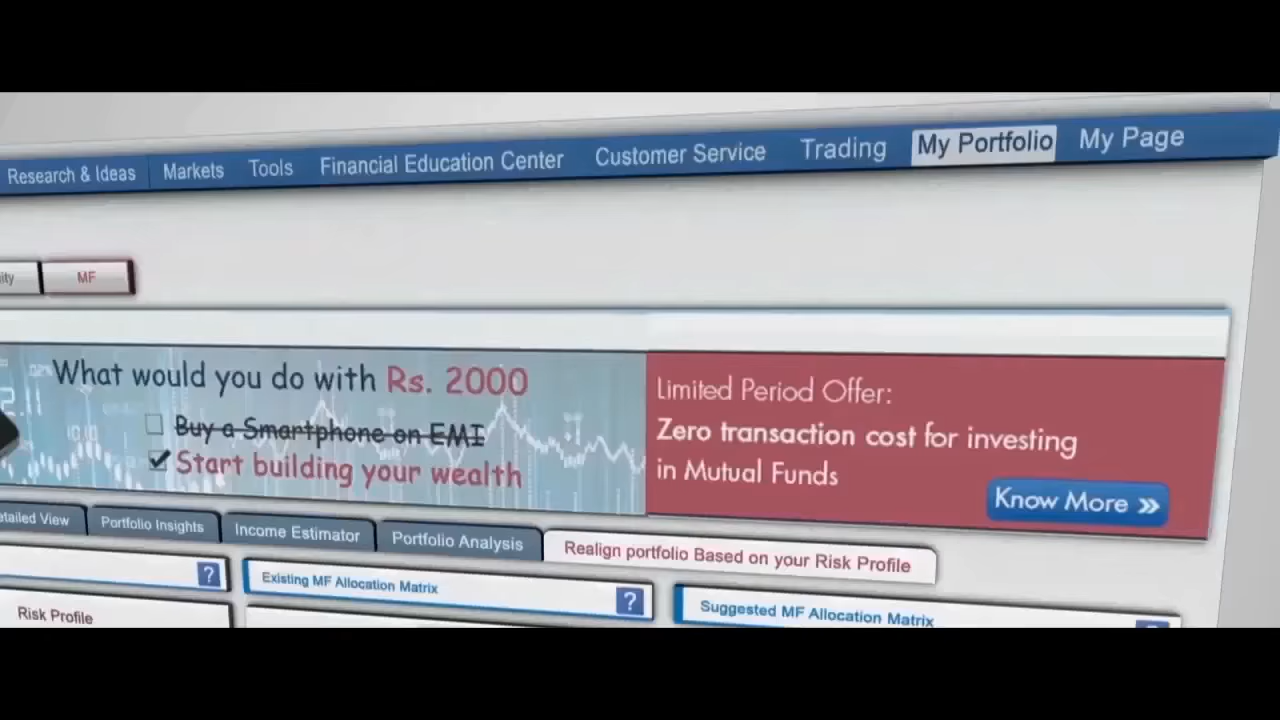 Research & Ideas Markets Tools Financial Education Center Customer Service Trading My Portfolio My Page
MF
What would you do with Rs. 2000
Buy a Smartphone on EMI
Start building your wealth
Limited Period Offer:
Zero transaction cost for investing
in Mutual Funds
Know More »
Portfolio Insights Income Estimator Portfolio Analysis Realign portfolio Based on your Risk Profile
? Existing MF Allocation Matrix ? Suggested MF Allocation Matrix
Risk Profile